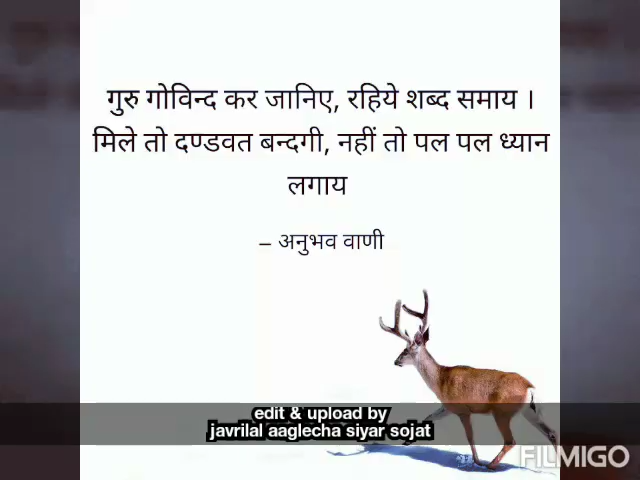 गुरु गोविन्द कर जानिए, रहिये शब्द समाय ।
मिले तो दण्डवत बन्दगी, नहीं तो पल पल ध्यान
लगाय
– अनुभव वाणी
edit & upload by
javrilal aaglecha siyar sojat
FILMIGO